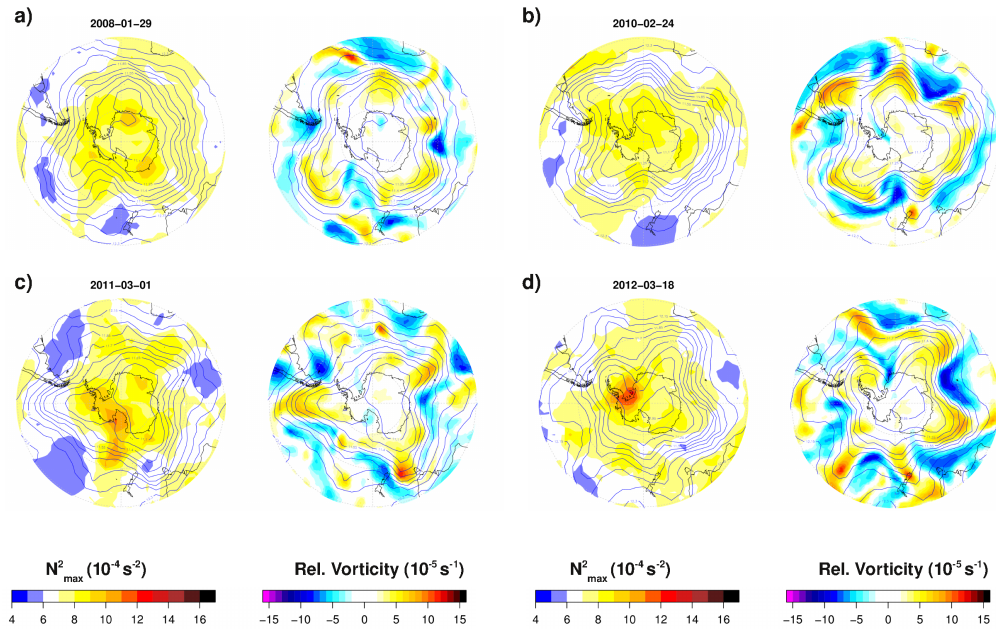 a) b)
2008−01−29 2010−02−24
c) d)
2011−03−01 2012−03−18
N²max (10⁻⁴ s⁻²) Rel. Vorticity (10⁻⁵ s⁻¹) N²max (10⁻⁴ s⁻²) Rel. Vorticity (10⁻⁵ s⁻¹)
4 6 8 10 12 14 16 −15 −10 −5 0 5 10 15 4 6 8 10 12 14 16 −15 −10 −5 0 5 10 15